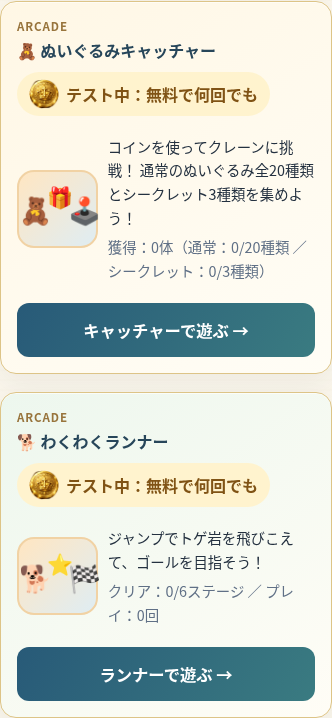 ARCADE
🧸 ぬいぐるみキャッチャー
テスト中：無料で何回でも
コインを使ってクレーンに挑
戦！ 通常のぬいぐるみ全20種類
とシークレット3種類を集めよ
う！
獲得：0体（通常：0/20種類 ／
シークレット：0/3種類）
キャッチャーで遊ぶ →
ARCADE
🐕 わくわくランナー
テスト中：無料で何回でも
ジャンプでトゲ岩を飛びこえ
て、ゴールを目指そう！
クリア：0/6ステージ ／ プレ
イ：0回
ランナーで遊ぶ →